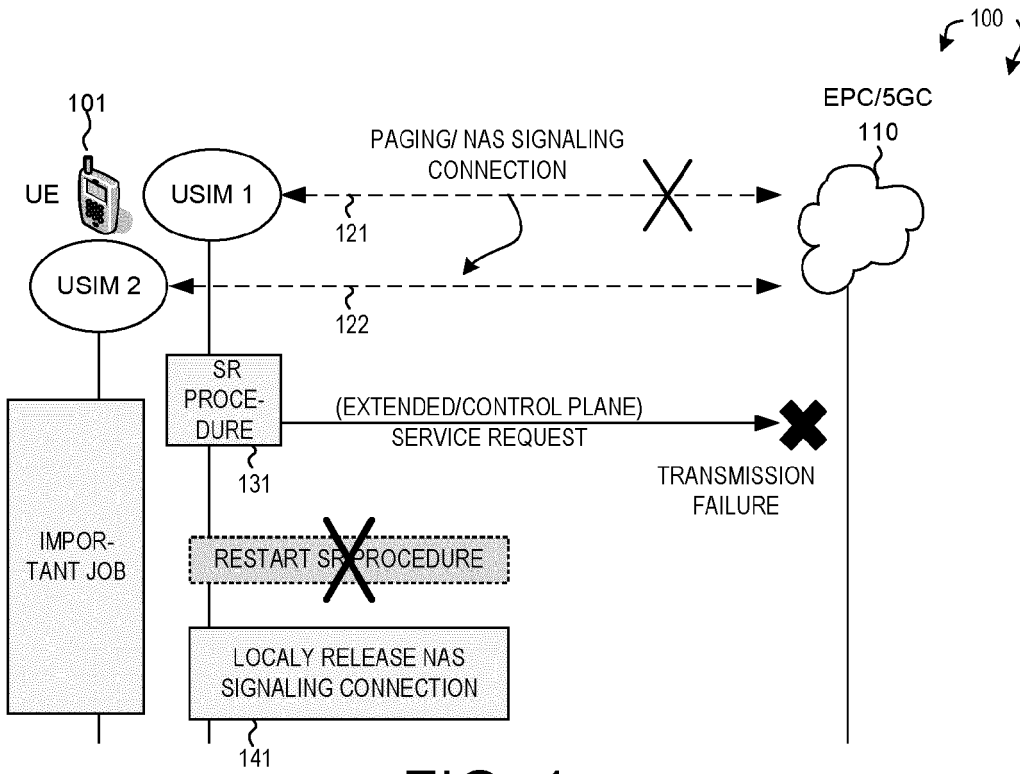 100
101
EPC/5GC
110
PAGING/ NAS SIGNALING
CONNECTION
UE
USIM 1
121
USIM 2
122
SR
PROCE-
DURE
131
(EXTENDED/CONTROL PLANE)
SERVICE REQUEST
TRANSMISSION
FAILURE
IMPOR-
TANT JOB
RESTART SR PROCEDURE
LOCALY RELEASE NAS
SIGNALING CONNECTION
141